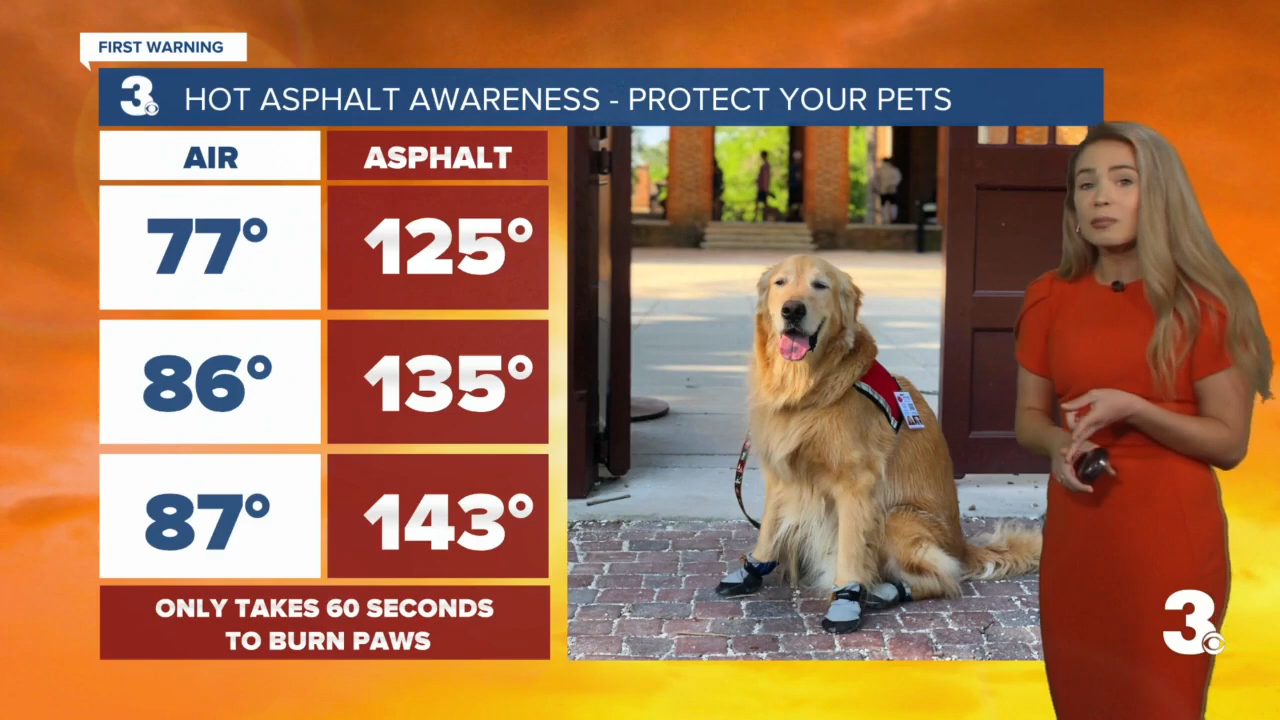 FIRST WARNING
3 HOT ASPHALT AWARENESS - PROTECT YOUR PETS
AIR ASPHALT
77° 125°
86° 135°
87° 143°
ONLY TAKES 60 SECONDS
TO BURN PAWS
3